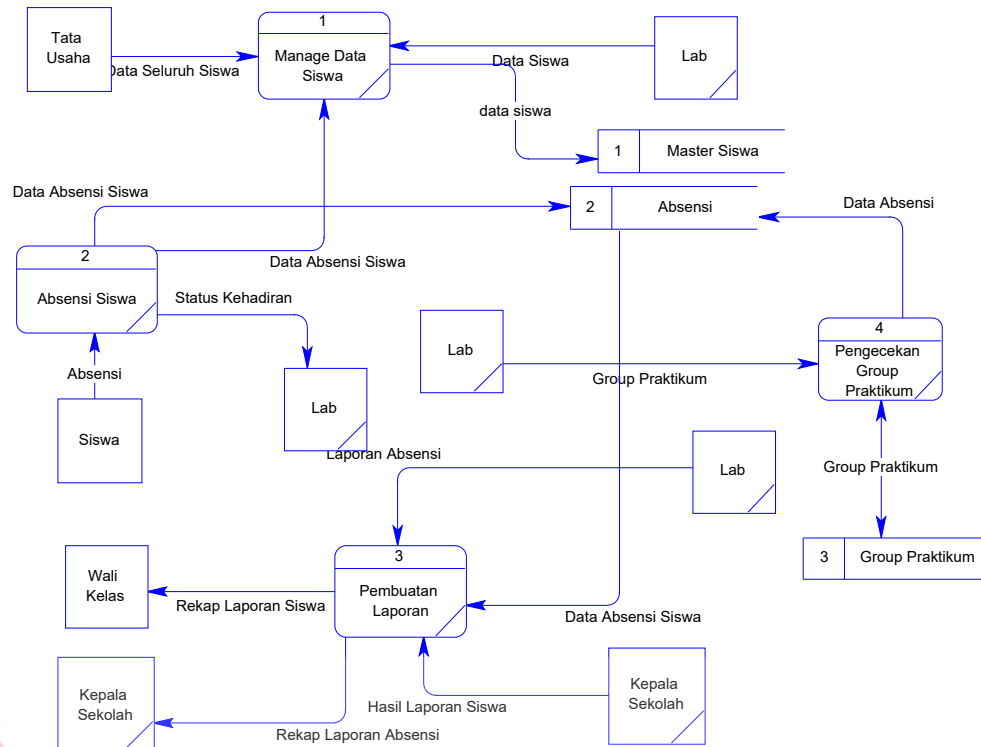 1
Tata
Usaha
Manage Data
Siswa
Lab
Data Seluruh Siswa
Data Siswa
data siswa
1 Master Siswa
Data Absensi Siswa
2 Absensi
Data Absensi
2
Absensi Siswa
Data Absensi Siswa
Status Kehadiran
4
Pengecekan
Group
Praktikum
Lab
Group Praktikum
Absensi
Lab
Siswa
Laporan Absensi
Lab
Group Praktikum
3
Pembuatan
Laporan
3 Group Praktikum
Wali
Kelas
Rekap Laporan Siswa
Data Absensi Siswa
Kepala
Sekolah
Hasil Laporan Siswa
Kepala
Sekolah
Rekap Laporan Absensi